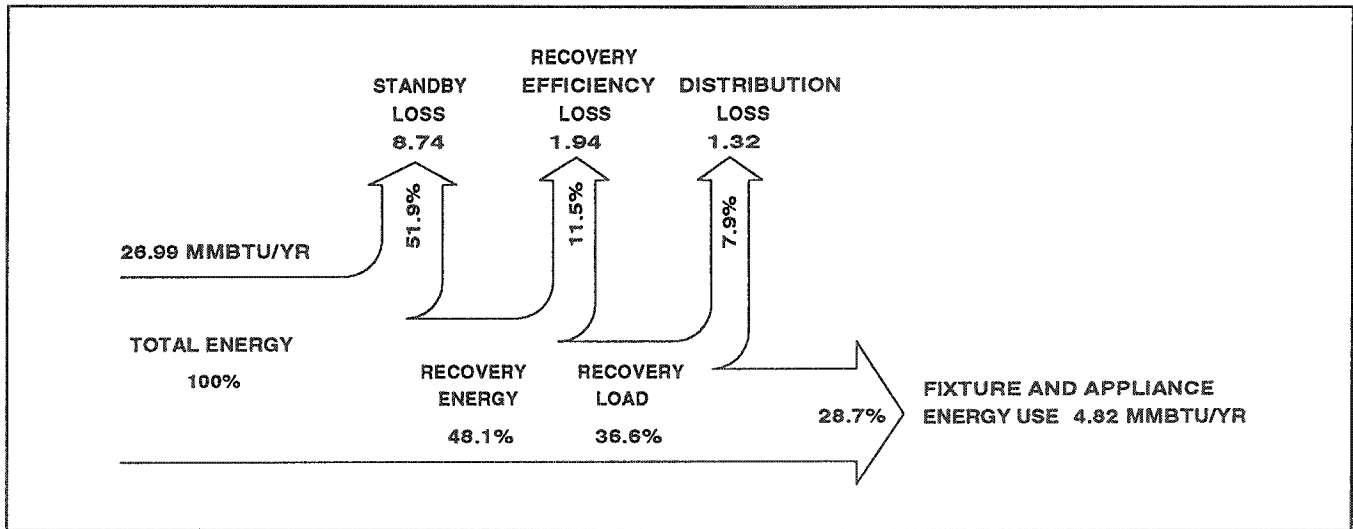 STANDBY
LOSS
8.74
RECOVERY
EFFICIENCY
LOSS
1.94
DISTRIBUTION
LOSS
1.32
51.9%
11.5%
7.9%
26.99 MMBTU/YR
TOTAL ENERGY
100%
RECOVERY
ENERGY
48.1%
RECOVERY
LOAD
36.6%
28.7%
FIXTURE AND APPLIANCE
ENERGY USE 4.82 MMBTU/YR